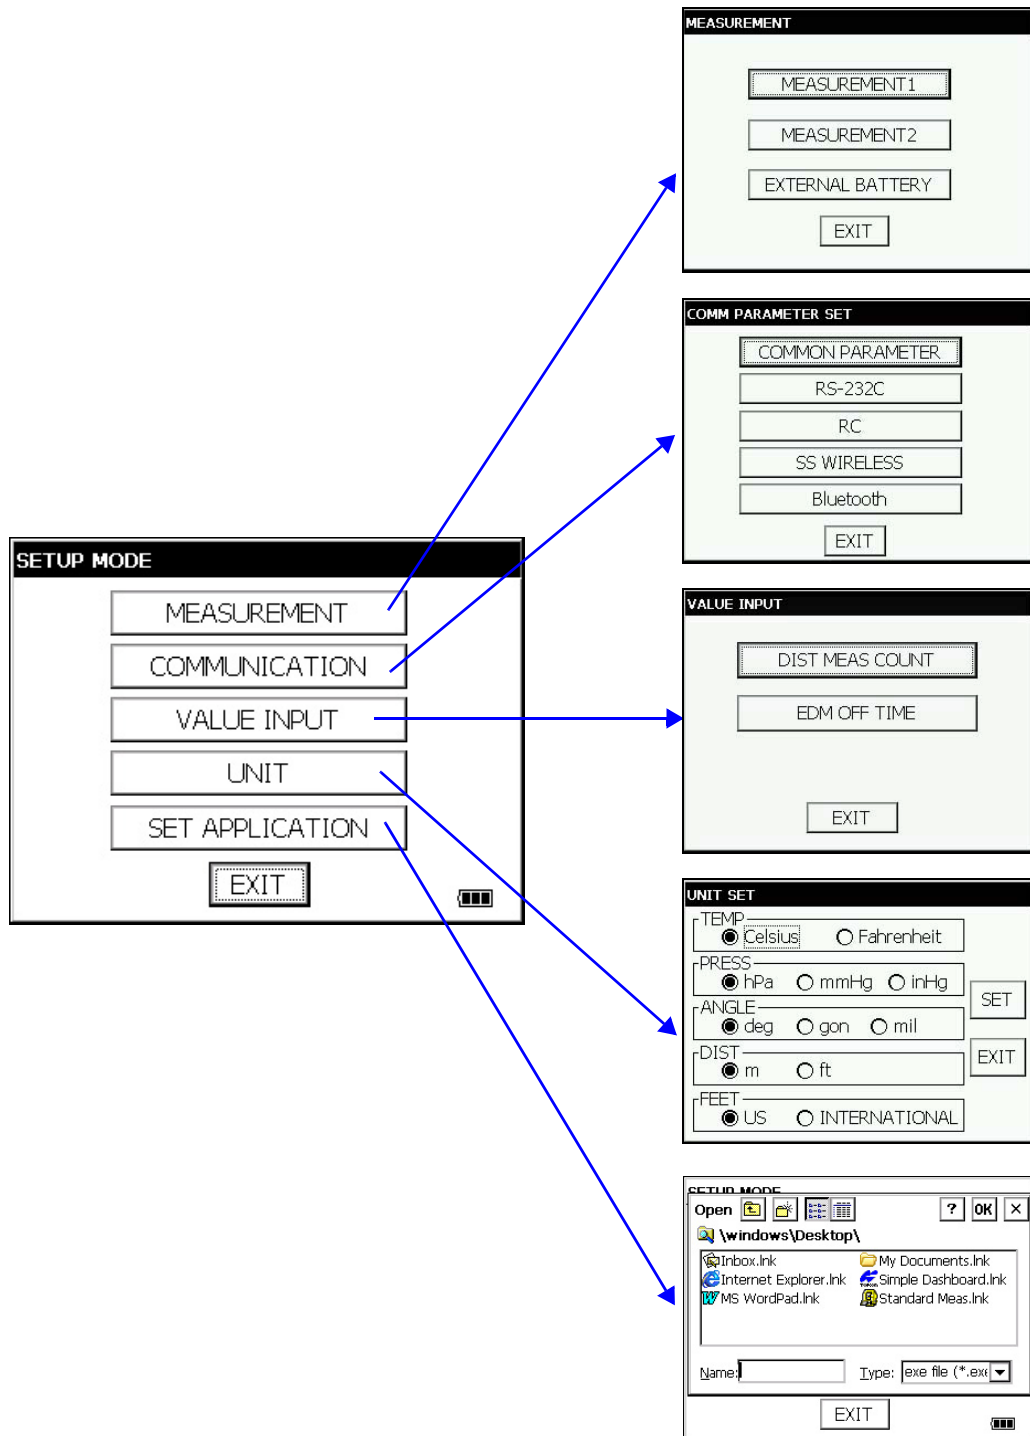 MEASUREMENT
MEASUREMENT1
MEASUREMENT2
EXTERNAL BATTERY
EXIT
COMM PARAMETER SET
COMMON PARAMETER
RS-232C
RC
SS WIRELESS
Bluetooth
EXIT
SETUP MODE
MEASUREMENT
COMMUNICATION
VALUE INPUT
UNIT
SET APPLICATION
EXIT
VALUE INPUT
DIST MEAS COUNT
EDM OFF TIME
EXIT
UNIT SET
TEMP
Celsius Fahrenheit
PRESS
hPa mmHg inHg
SET
ANGLE
deg gon mil
DIST
m ft
EXIT
FEET
US INTERNATIONAL
SETUP MODE
Open ? OK ×
\windows\Desktop\
Inbox.lnk My Documents.lnk
Internet Explorer.lnk Simple Dashboard.lnk
MS WordPad.lnk Standard Meas.lnk
Name: Type: exe file (*.exe
EXIT